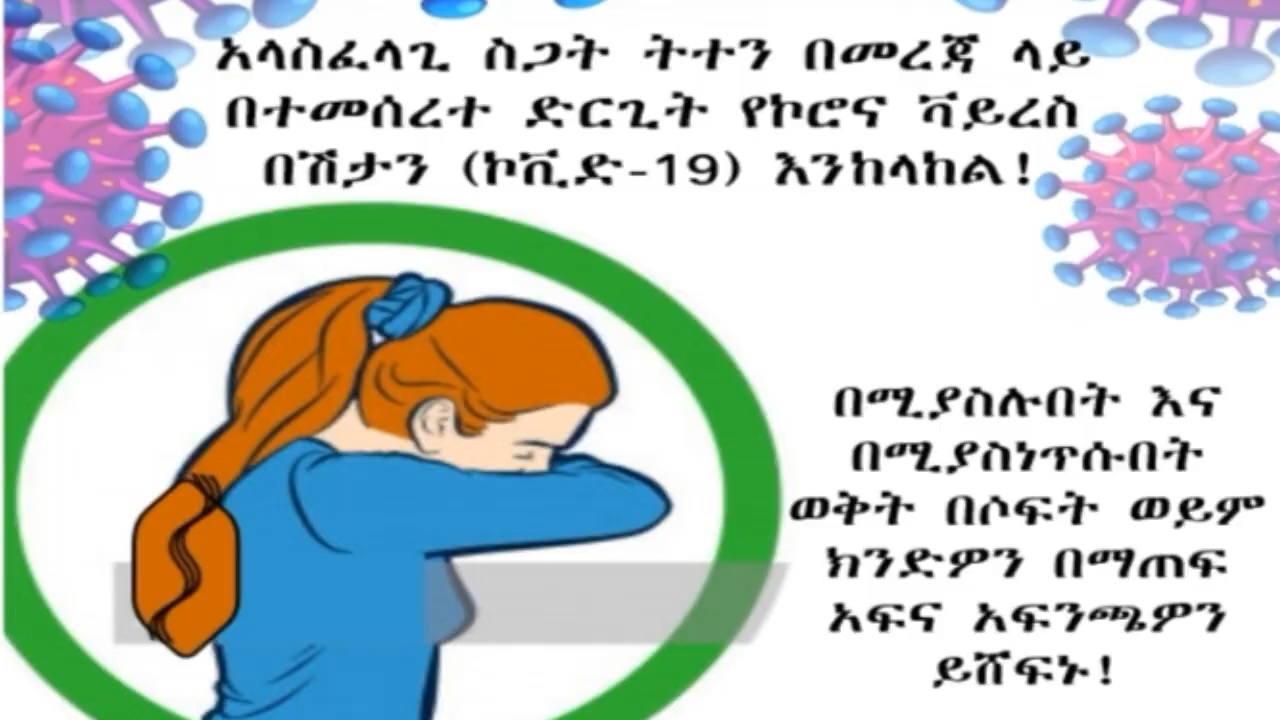 አላስፈላጊ ስጋት ትተን በመረጃ ላይ
በተመሰረተ ድርጊት የኮሮና ቫይረስ
በሽታን (ኮቪድ-19) እንከላከል!
በሚያስሉበት እና
በሚያስነጥሱበት
ወቅት በሶፍት ወይም
ክንድዎን በማጠፍ
አፍና አፍንጫዎን
ይሸፍኑ!